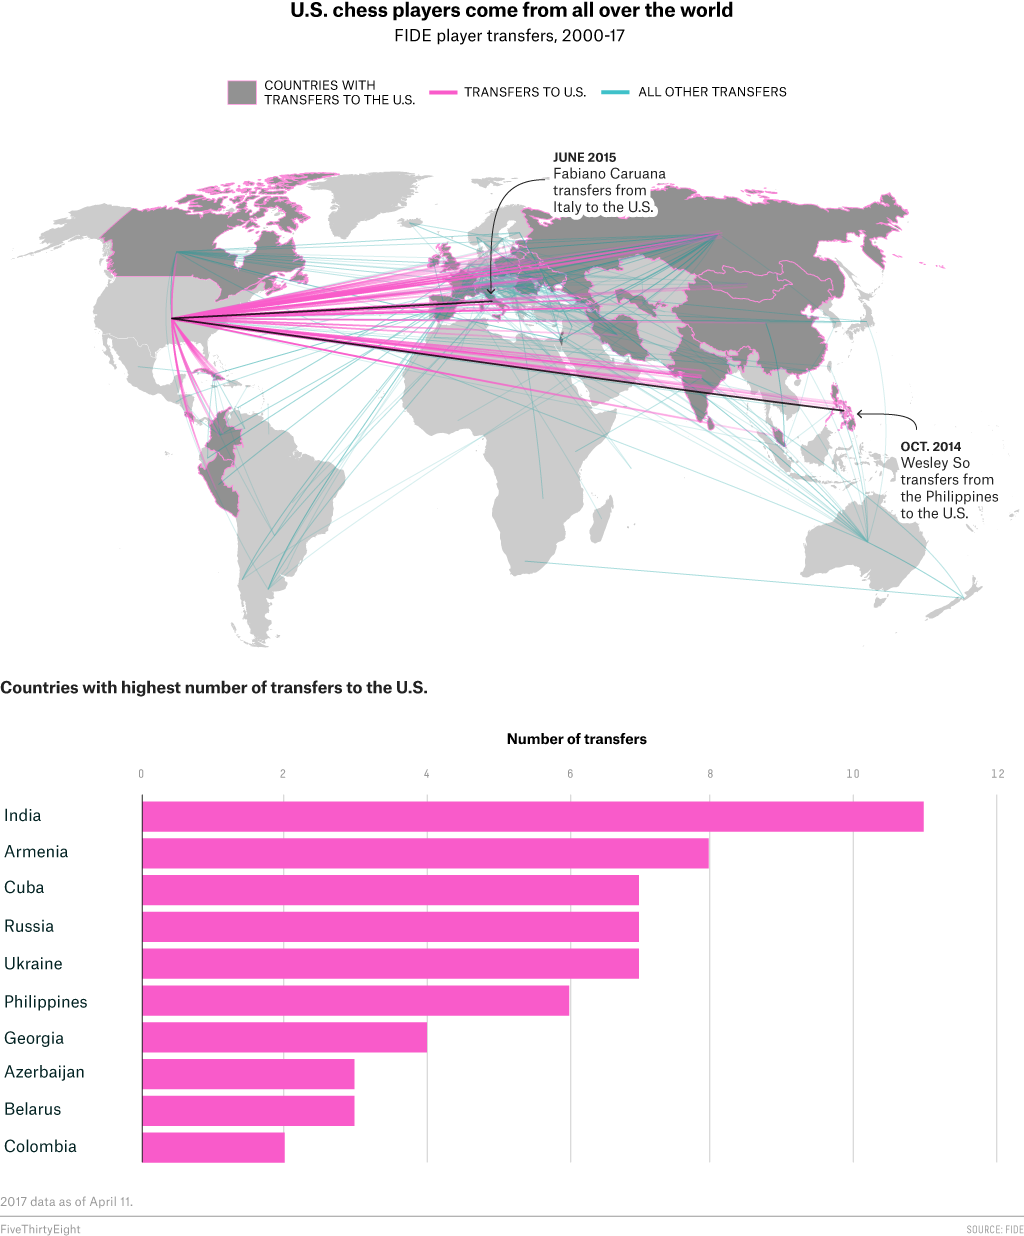 U.S. chess players come from all over the world
FIDE player transfers, 2000-17
COUNTRIES WITH
TRANSFERS TO THE U.S.
TRANSFERS TO U.S.
ALL OTHER TRANSFERS
JUNE 2015
Fabiano Caruana
transfers from
Italy to the U.S.
OCT. 2014
Wesley So
transfers from
the Philippines
to the U.S.
Countries with highest number of transfers to the U.S.
Number of transfers
0 2 4 6 8 10 12
India
Armenia
Cuba
Russia
Ukraine
Philippines
Georgia
Azerbaijan
Belarus
Colombia
2017 data as of April 11.
FiveThirtyEight SOURCE: FIDE